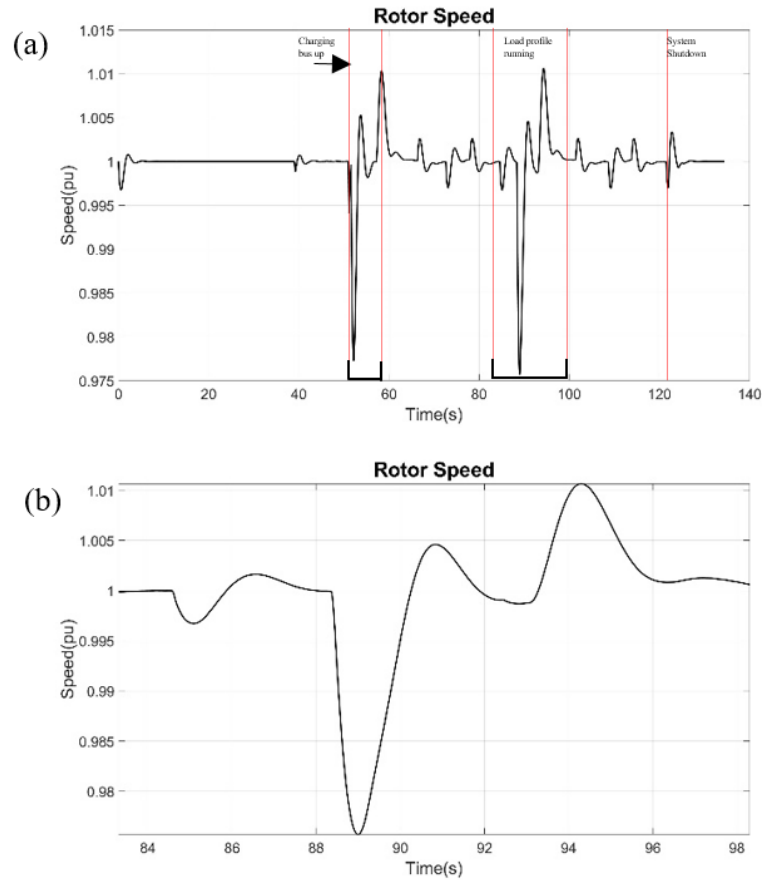 (a)
Rotor Speed
Charging
bus up
Load profile
running
System
Shutdown
1.015
1.01
1.005
1
0.995
0.99
0.985
0.98
0.975
Speed(pu)
0 20 40 60 80 100 120 140
Time(s)
(b)
Rotor Speed
1.01
1.005
1
0.995
0.99
0.985
0.98
Speed(pu)
84 86 88 90 92 94 96 98
Time(s)